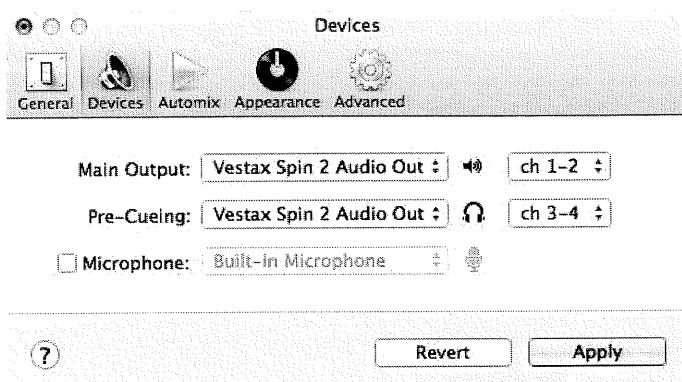 Devices
General Devices Automix Appearance Advanced
Main Output: Vestax Spin 2 Audio Out ch 1-2
Pre-Cueing: Vestax Spin 2 Audio Out ch 3-4
Microphone: Built-in Microphone
? Revert Apply